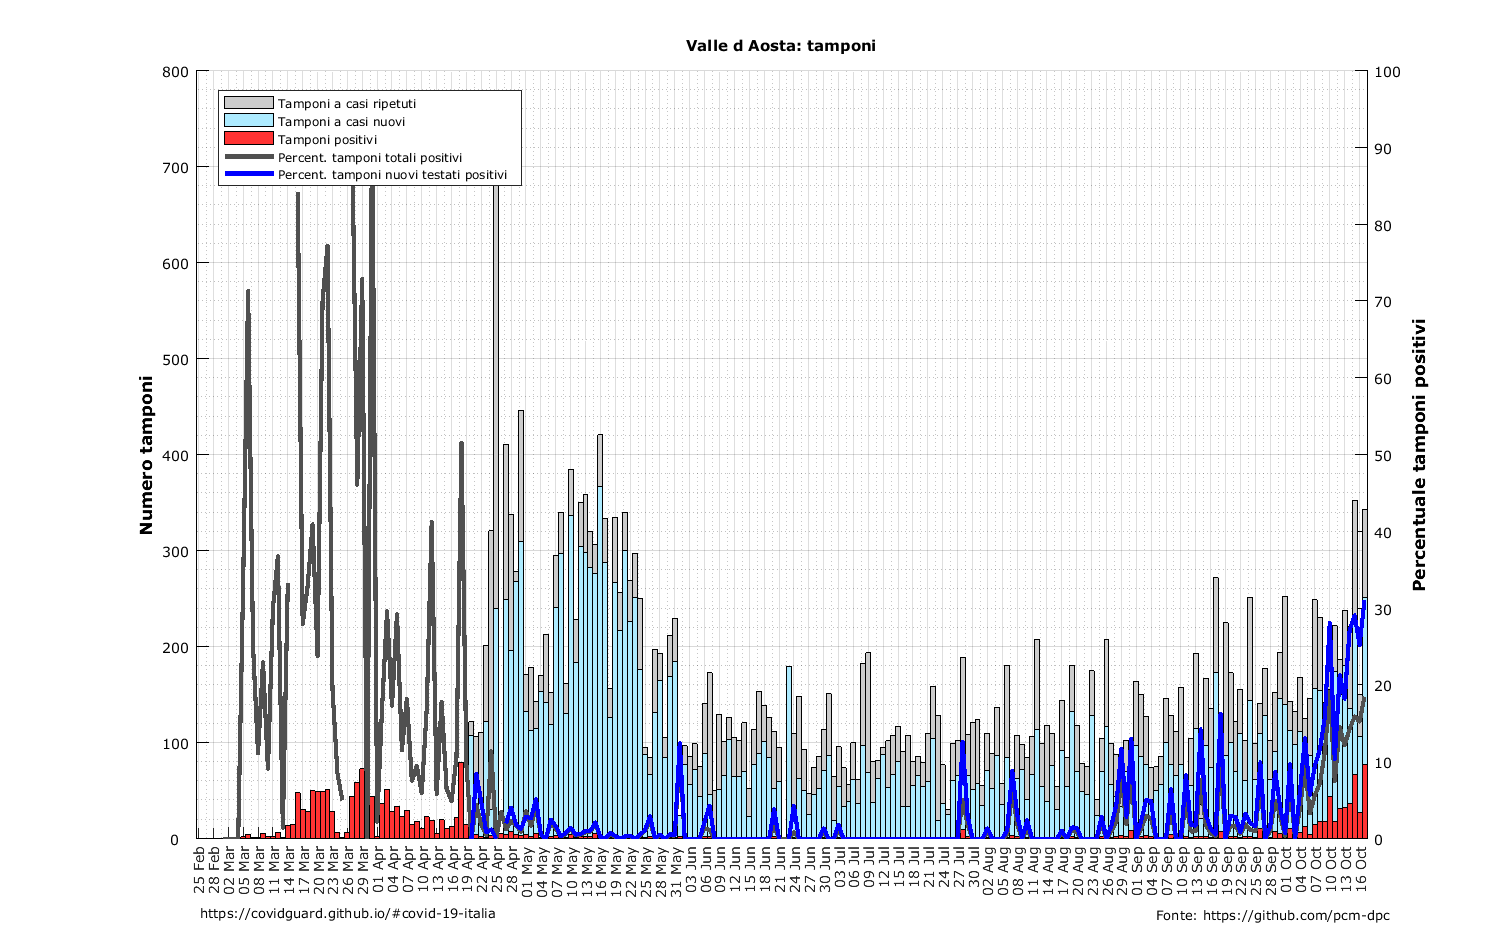 Valle d Aosta: tamponi
Tamponi a casi ripetuti
Tamponi a casi nuovi
Tamponi positivi
Percent. tamponi totali positivi
Percent. tamponi nuovi testati positivi
Numero tamponi
800
700
600
500
400
300
200
100
0
Percentuale tamponi positivi
100
90
80
70
60
50
40
30
20
10
0
25 Feb
28 Feb
02 Mar
05 Mar
08 Mar
11 Mar
14 Mar
17 Mar
20 Mar
23 Mar
26 Mar
29 Mar
01 Apr
04 Apr
07 Apr
10 Apr
13 Apr
16 Apr
19 Apr
22 Apr
25 Apr
28 Apr
01 May
04 May
07 May
10 May
13 May
16 May
19 May
22 May
25 May
28 May
31 May
03 Jun
06 Jun
09 Jun
12 Jun
15 Jun
18 Jun
21 Jun
24 Jun
27 Jun
30 Jun
03 Jul
06 Jul
09 Jul
12 Jul
15 Jul
18 Jul
21 Jul
24 Jul
27 Jul
30 Jul
02 Aug
05 Aug
08 Aug
11 Aug
14 Aug
17 Aug
20 Aug
23 Aug
26 Aug
29 Aug
01 Sep
04 Sep
07 Sep
10 Sep
13 Sep
16 Sep
19 Sep
22 Sep
25 Sep
28 Sep
01 Oct
04 Oct
07 Oct
10 Oct
13 Oct
16 Oct
https://covidguard.github.io/#covid-19-italia
Fonte: https://github.com/pcm-dpc